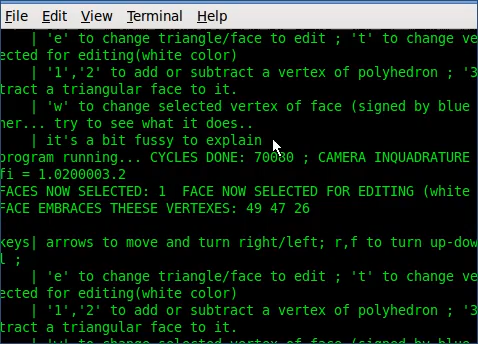 File Edit View Terminal Help
| 'e' to change triangle/face to edit ; 't' to change ve
ected for editing(white color)
| '1','2' to add or subtract a vertex of polyhedron ; '3
tract a triangular face to it.
| 'w' to change selected vertex of face (signed by blue
her... try to see what it does..
| it's a bit fussy to explain
program running... CYCLES DONE: 70030 ; CAMERA INQUADRATURE
fi = 1.0200003.2
FACES NOW SELECTED: 1 FACE NOW SELECTED FOR EDITING (white
FACE EMBRACES THEESE VERTEXES: 49 47 26
keys| arrows to move and turn right/left; r,f to turn up-dow
l ;
| 'e' to change triangle/face to edit ; 't' to change ve
ected for editing(white color)
| '1','2' to add or subtract a vertex of polyhedron ; '3
tract a triangular face to it.
| 'w' to change selected vertex of face (signed by blue